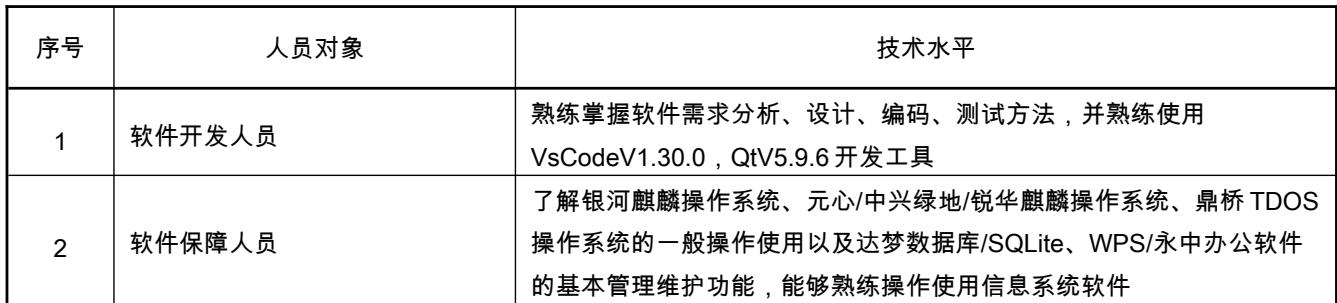 序号 人员对象 技术水平
1 软件开发人员 熟练掌握软件需求分析、设计、编码、测试方法，并熟练使用
VsCodeV1.30.0，QtV5.9.6 开发工具
2 软件保障人员 了解银河麒麟操作系统、元心/中兴绿地/锐华麒麟操作系统、鼎桥 TDOS
操作系统的一般操作使用以及达梦数据库/SQLite、WPS/永中办公软件
的基本管理维护功能，能够熟练操作使用信息系统软件